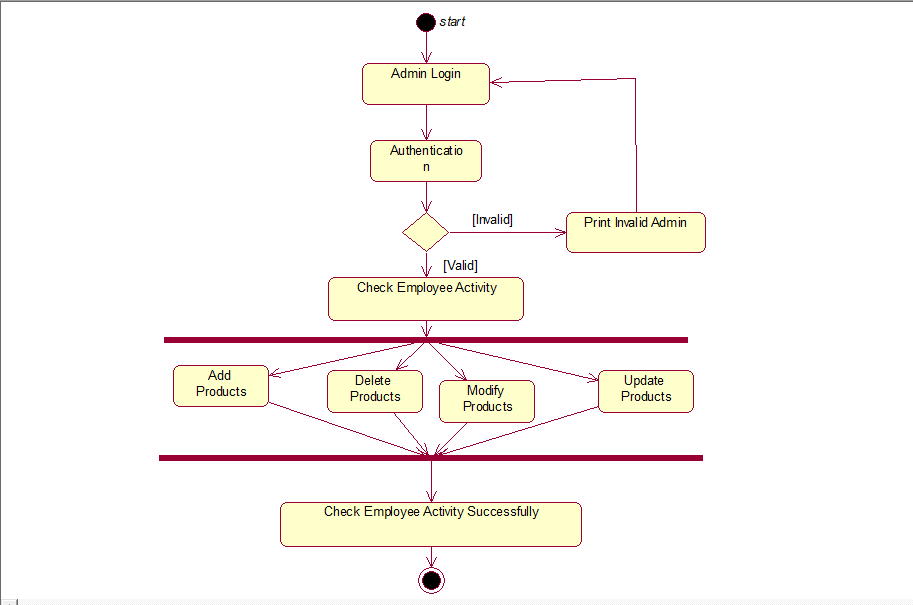 start
Admin Login
Authenticatio
n
[Invalid]
Print Invalid Admin
[Valid]
Check Employee Activity
Add
Products
Delete
Products
Modify
Products
Update
Products
Check Employee Activity Successfully